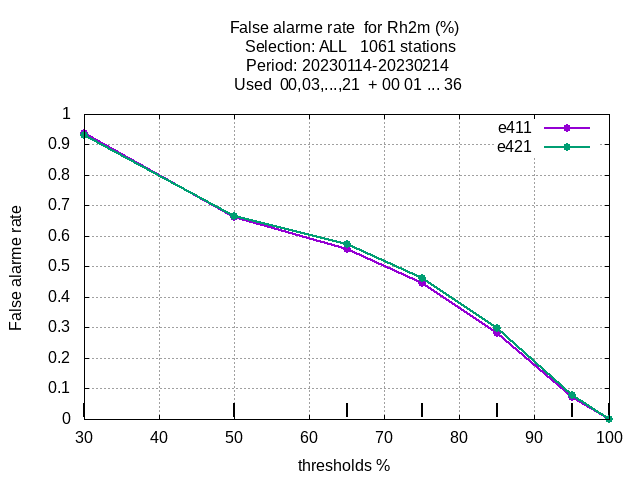 False alarme rate  for Rh2m (%)
Selection: ALL   1061 stations
Period: 20230114-20230214
Used  00,03,...,21  + 00 01 ... 36
e411
e421
1
0.9
0.8
0.7
0.6
0.5
0.4
0.3
0.2
0.1
0
False alarme rate
30 40 50 60 70 80 90 100
thresholds %